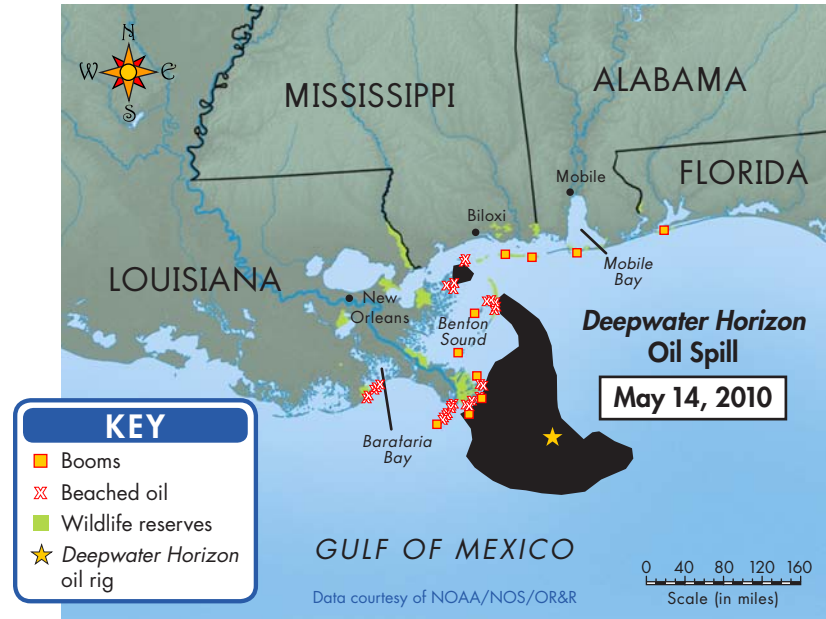 N
W E
S
MISSISSIPPI
ALABAMA
FLORIDA
Mobile
Biloxi
Mobile
Bay
LOUISIANA
New
Orleans
Benton
Sound
Deepwater Horizon
Oil Spill
May 14, 2010
Barataria
Bay
KEY
Booms
Beached oil
Wildlife reserves
Deepwater Horizon
oil rig
GULF OF MEXICO
Data courtesy of NOAA/NOS/OR&R
0 40 80 120 160
Scale (in miles)